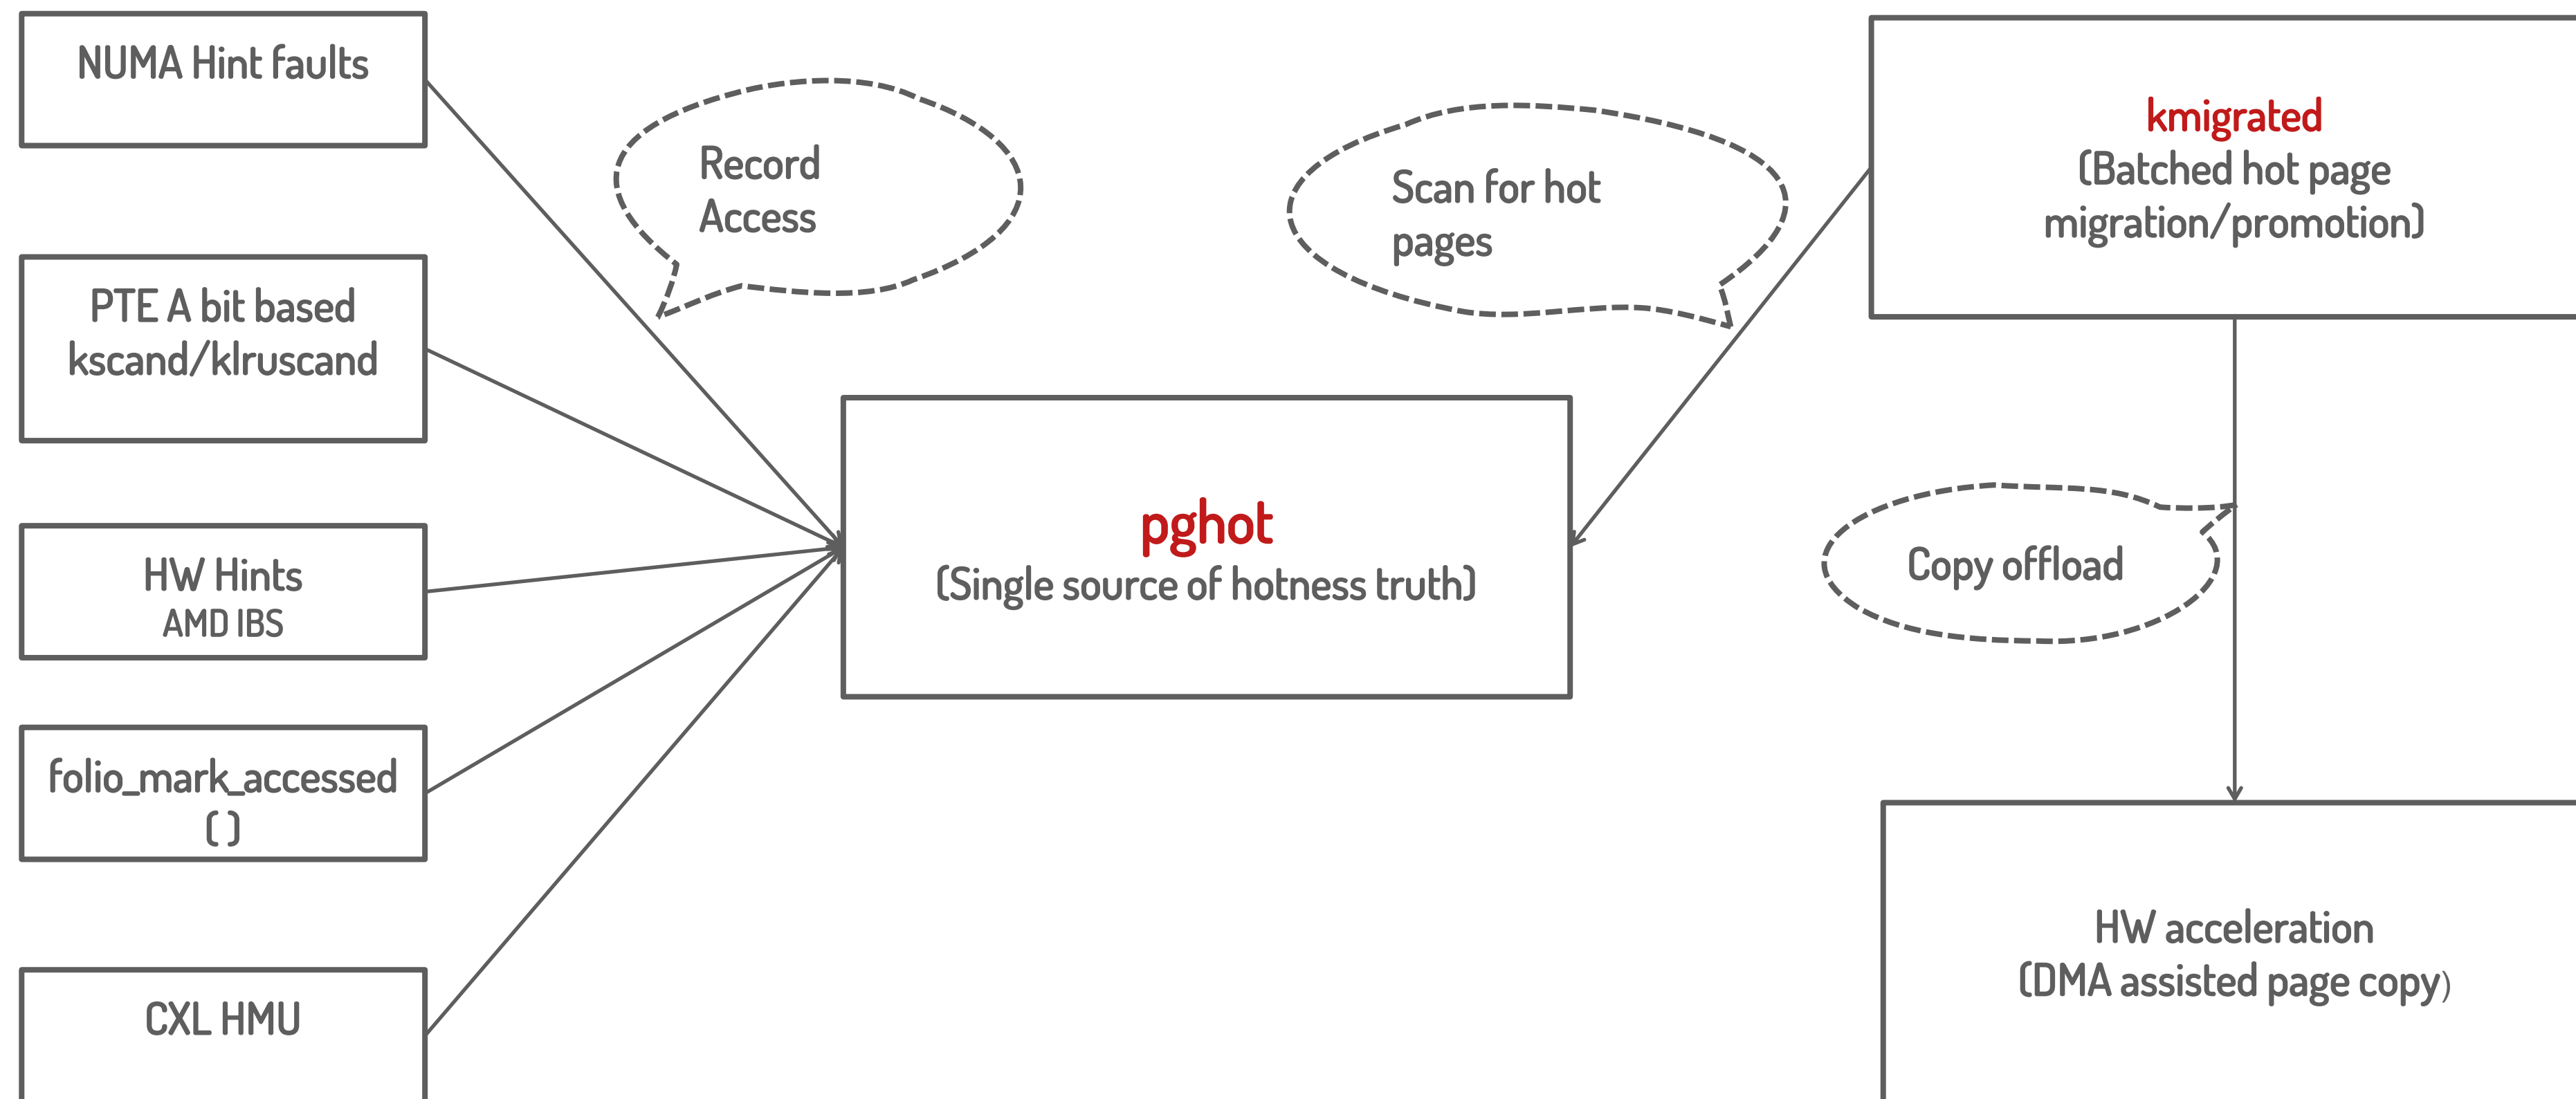 NUMA Hint faults
Record
Access
Scan for hot
pages
kmigrated
(Batched hot page
migration/promotion)
PTE A bit based
kscand/klruscand
pghot
(Single source of hotness truth)
HW Hints
AMD IBS
Copy offload
folio_mark_accessed
( )
HW acceleration
(DMA assisted page copy)
CXL HMU